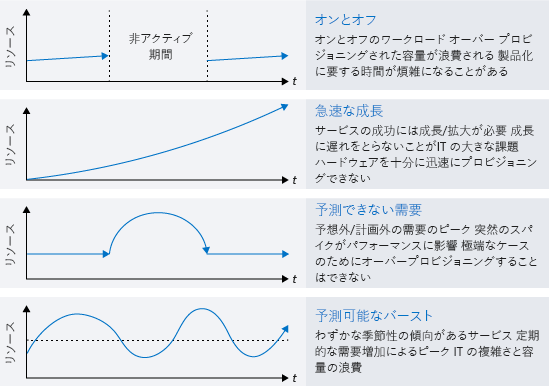 リソース
非アクティブ
期間
t
オンとオフ
オンとオフのワークロード オーバー プロビ
ジョニングされた容量が浪費される 製品化
に要する時間が煩雑になることがある
リソース
t
急速な成長
サービスの成功には成長/拡大が必要 成長
に遅れをとらないことがIT の大きな課題
ハードウェアを十分に迅速にプロビジョニン
グできない
リソース
t
予測できない需要
予想外/計画外の需要のピーク 突然のスパ
イクがパフォーマンスに影響 極端なケース
のためにオーバープロビジョニングすること
はできない
リソース
t
予測可能なバースト
わずかな季節性の傾向があるサービス 定期
的な需要増加によるピーク IT の複雑さと容
量の浪費